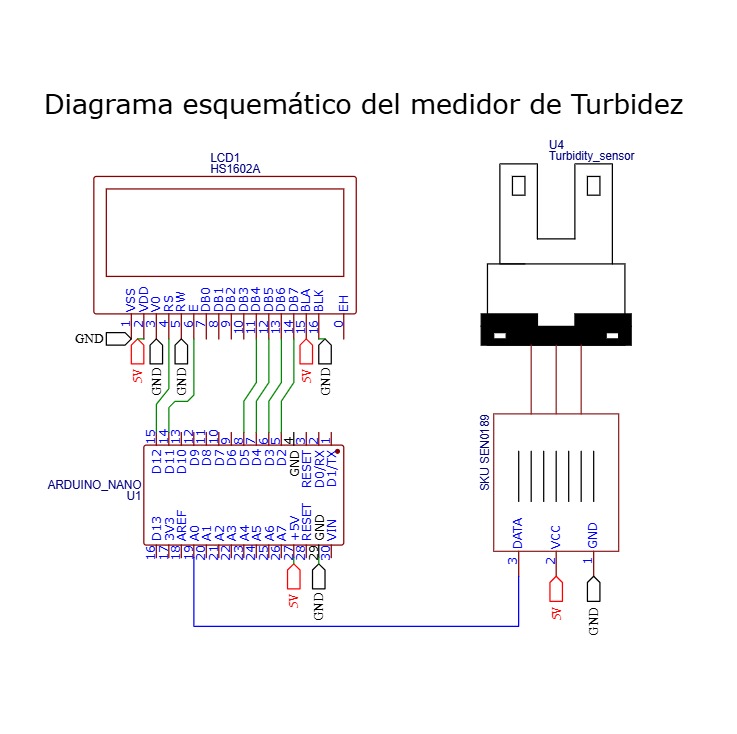 Diagrama esquemático del medidor de Turbidez
LCD1
HS1602A
VSS VDD V0 RS RW E DB0 DB1 DB2 DB3 DB4 DB5 DB6 DB7 BLA BLK EH
1 2 3 4 5 6 7 8 9 10 11 12 13 14 15 16 0
GND 5V GND GND 5V GND
15 14 13 12 11 10 9 8 7 6 5 4 3 2 1
D12 D11 D10 D9 D8 D7 D6 D5 D4 D3 D2 GND RESET D0/RX D1/TX
ARDUINO_NANO
U1
D13 3V3 AREF A0 A1 A2 A3 A4 A5 A6 A7 +5V RESET GND VIN
16 17 18 19 20 21 22 23 24 25 26 27 28 29 30
5V GND
U4
Turbidity_sensor
SKU SEN0189
DATA VCC GND
3 2 1
5V GND